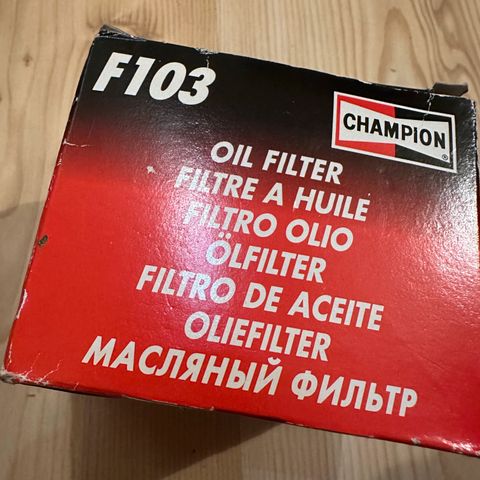 F103
CHAMPION®
OIL FILTER
FILTRE A HUILE
FILTRO OLIO
ÖLFILTER
FILTRO DE ACEITE
OLIEFILTER
МАСЛЯНЫЙ ФИЛЬТР